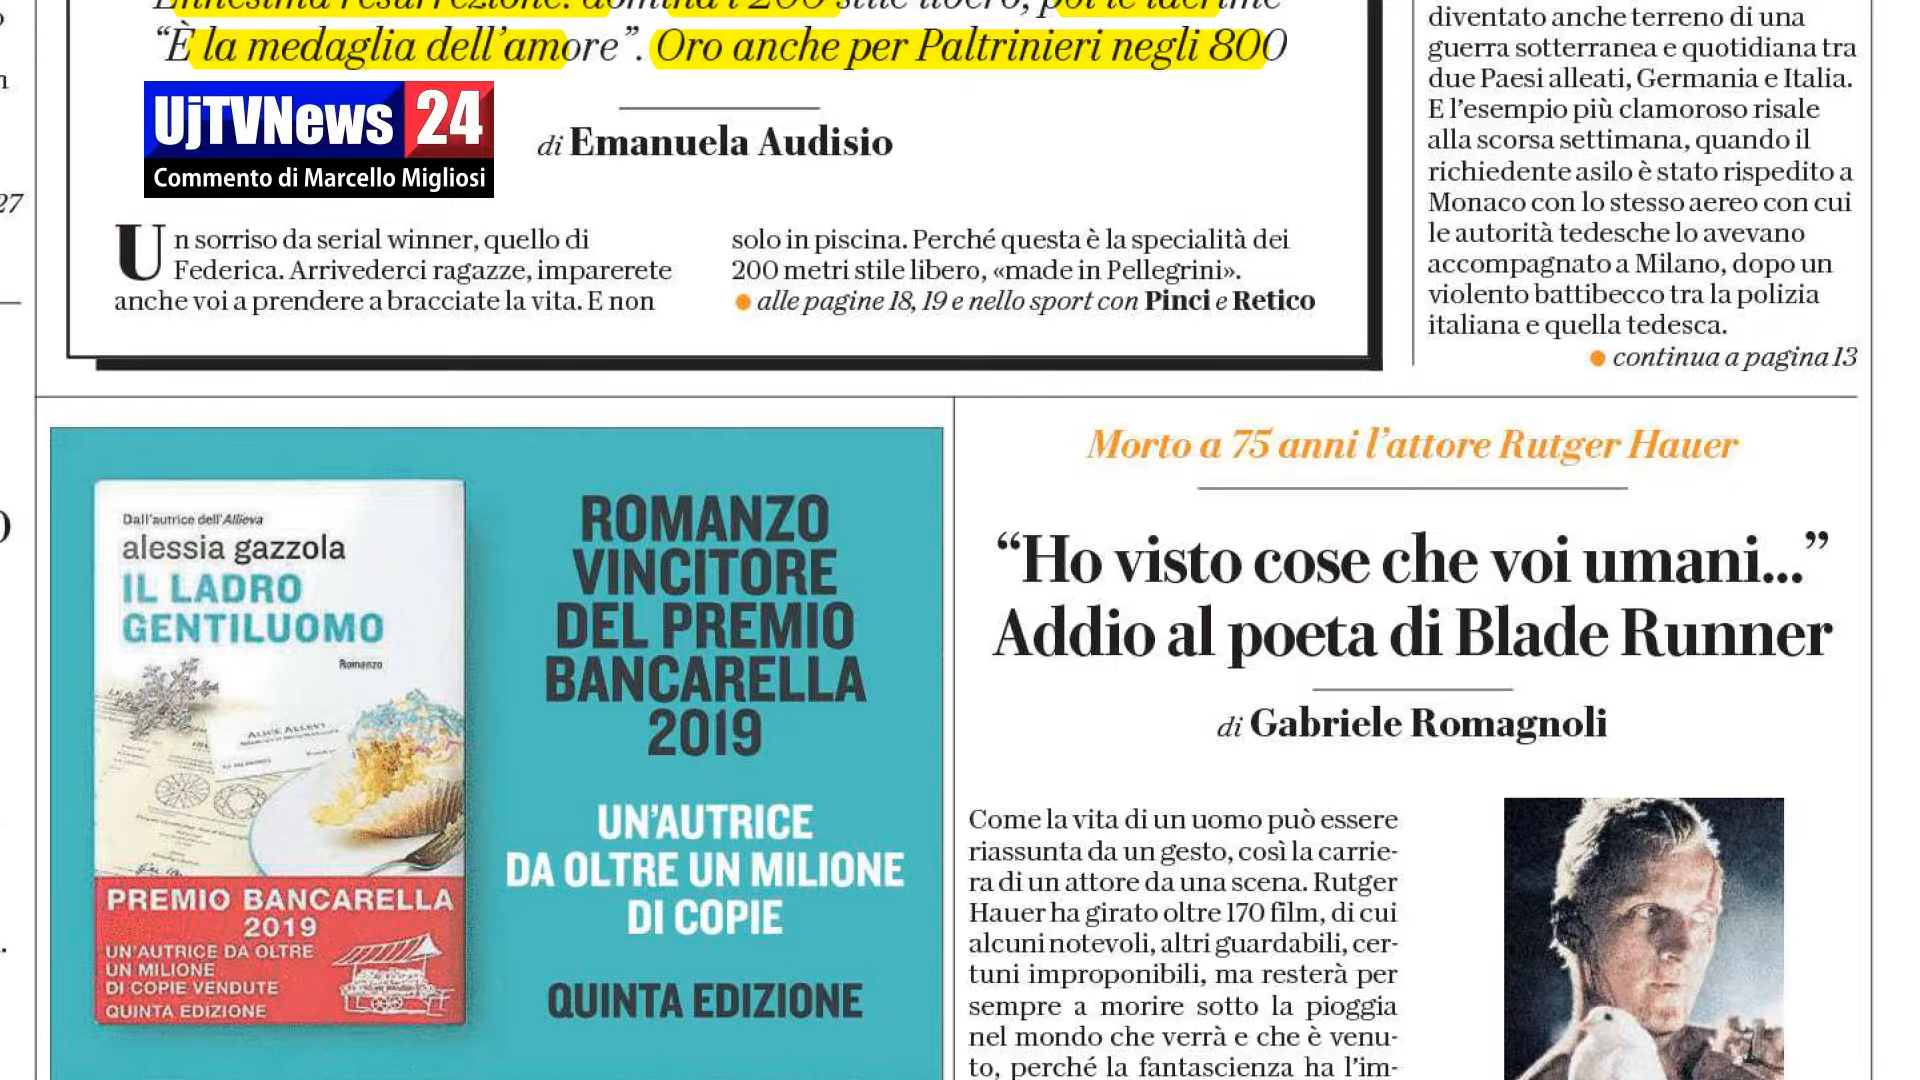 Ennesima resurrezione: domina i 200 stile libero, poi le lacrime
“È la medaglia dell’amore”. Oro anche per Paltrinieri negli 800
UjTVNews 24
Commento di Marcello Migliosi
di Emanuela Audisio
Un sorriso da serial winner, quello di
Federica. Arrivederci ragazze, imparerete
anche voi a prendere a bracciate la vita. E non
solo in piscina. Perché questa è la specialità dei
200 metri stile libero, «made in Pellegrini».
alle pagine 18, 19 e nello sport con Pinci e Retico
27
diventato anche terreno di una
guerra sotterranea e quotidiana tra
due Paesi alleati, Germania e Italia.
E l’esempio più clamoroso risale
alla scorsa settimana, quando il
richiedente asilo è stato rispedito a
Monaco con lo stesso aereo con cui
le autorità tedesche lo avevano
accompagnato a Milano, dopo un
violento battibecco tra la polizia
italiana e quella tedesca.
continua a pagina 13
Dall’autrice dell’Allieva
alessia gazzola
IL LADRO
GENTILUOMO
Romanzo
ALICE ALLEVI
PREMIO BANCARELLA
2019
UN’AUTRICE DA OLTRE
UN MILIONE
DI COPIE VENDUTE
QUINTA EDIZIONE
ROMANZO
VINCITORE
DEL PREMIO
BANCARELLA
2019
UN’AUTRICE
DA OLTRE UN MILIONE
DI COPIE
QUINTA EDIZIONE
Morto a 75 anni l’attore Rutger Hauer
“Ho visto cose che voi umani...”
Addio al poeta di Blade Runner
di Gabriele Romagnoli
Come la vita di un uomo può essere
riassunta da un gesto, così la carrie-
ra di un attore da una scena. Rutger
Hauer ha girato oltre 170 film, di cui
alcuni notevoli, altri guardabili, cer-
tuni improponibili, ma resterà per
sempre a morire sotto la pioggia
nel mondo che verrà e che è venu-
to, perché la fantascienza ha l’im-